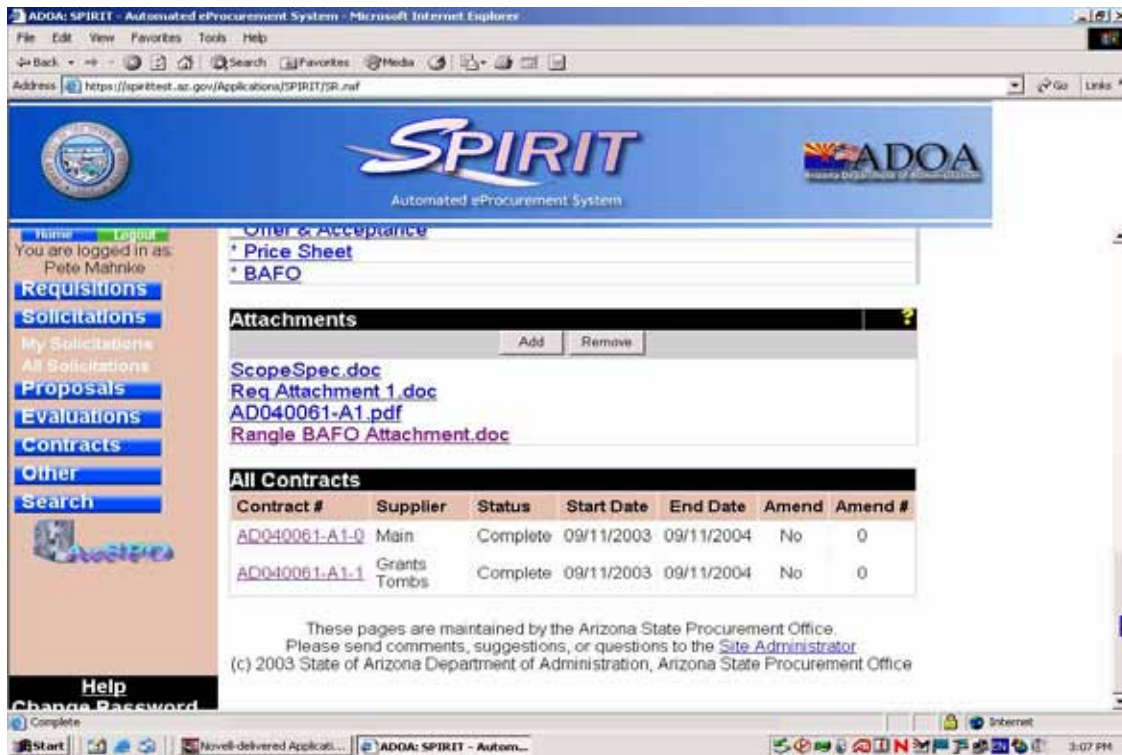 ADOA: SPIRIT - Automated eProcurement System - Microsoft Internet Explorer
File Edit View Favorites Tools Help
Back Search Favorites Media
Address https://spirittest.az.gov/Applications/SPIRIT/SR.nsf Go Links
SPIRIT
Automated eProcurement System
ADOA
Arizona Department of Administration
Home Logout
You are logged in as:
Pete Mahnke
Requisitions
Solicitations
My Solicitations
All Solicitations
Proposals
Evaluations
Contracts
Other
Search
Help
Change Password
* Offer & Acceptance
* Price Sheet
* BAFO
Attachments ?
Add Remove
ScopeSpec.doc
Req Attachment 1.doc
AD040061-A1.pdf
Rangle BAFO Attachment.doc
All Contracts
Contract # Supplier Status Start Date End Date Amend Amend #
AD040061-A1-0 Main Complete 09/11/2003 09/11/2004 No 0
AD040061-A1-1 Grants Tombs Complete 09/11/2003 09/11/2004 No 0
These pages are maintained by the Arizona State Procurement Office.
Please send comments, suggestions, or questions to the Site Administrator
(c) 2003 State of Arizona Department of Administration, Arizona State Procurement Office
Complete Internet
Start Novell-delivered Applicati... ADOA: SPIRIT - Autom... 3:07 PM